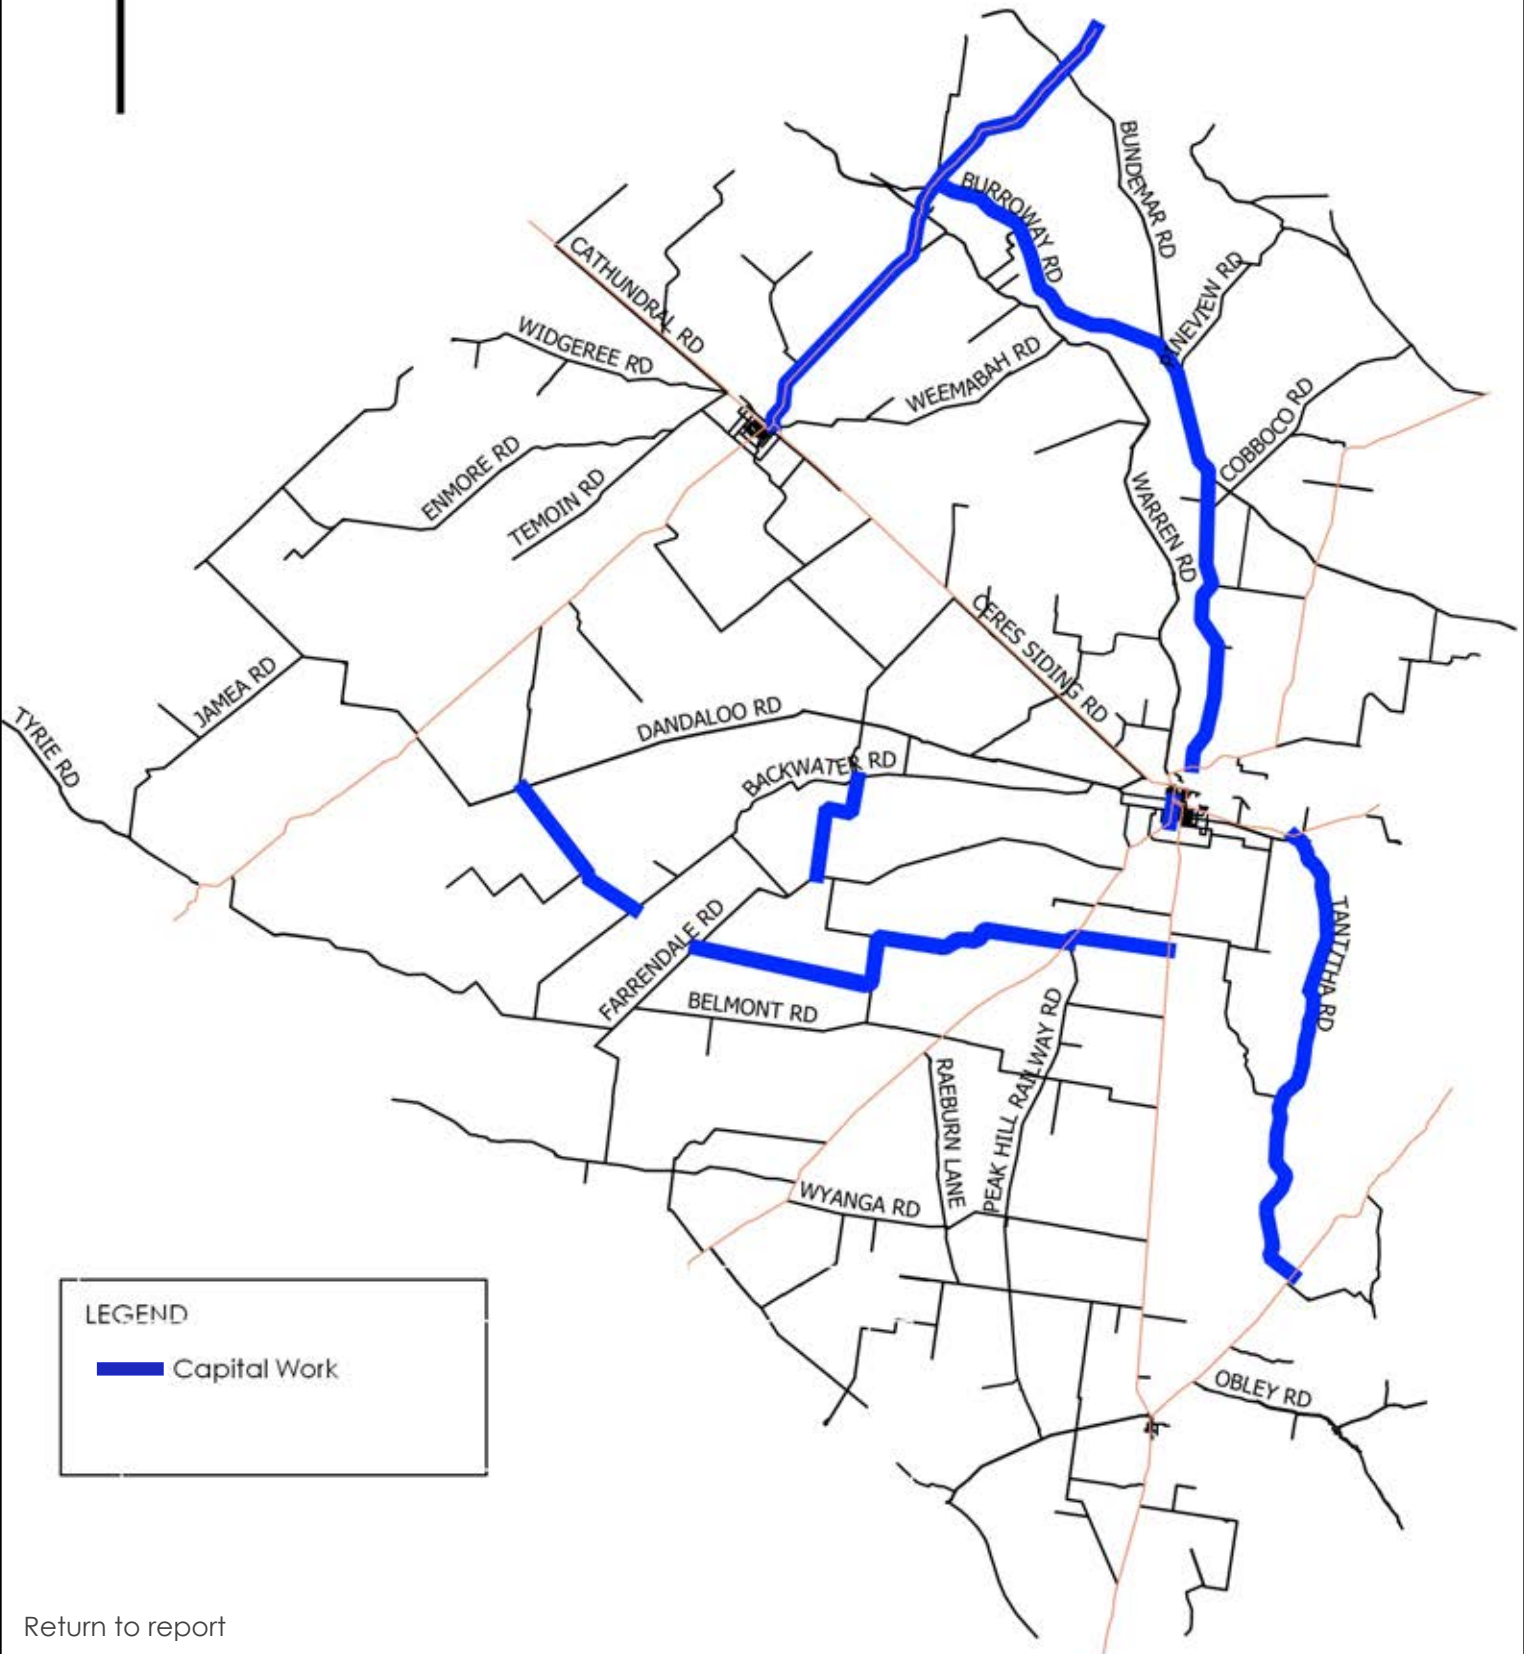 BUNDEMAR RD
BURROWAY RD
CATHUNDRAL RD
NEVIEW RD
WIDGEREE RD
WEEMABAH RD
COBBOCO RD
ENMORE RD
TEMOIN RD
WARREN RD
CERES SIDING RD
JAMEA RD
DANDALOO RD
TYRIE RD
BACKWATER RD
FARRENDALE RD
TANTITHA RD
BELMONT RD
PEAK HILL RAILWAY RD
RAEBURN LANE
WYANGA RD
LEGEND
Capital Work
OBLEY RD
Return to report